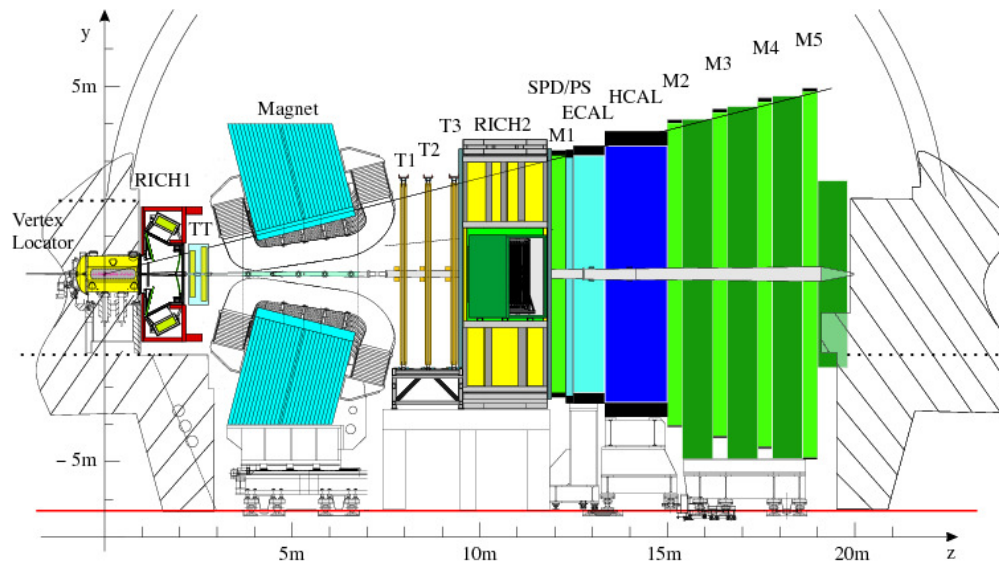 y
5m
Magnet
SPD/PS
ECAL
HCAL
M1
M2
M3
M4
M5
T1
T2
T3
RICH2
RICH1
TT
Vertex
Locator
- 5m
5m
10m
15m
20m
z